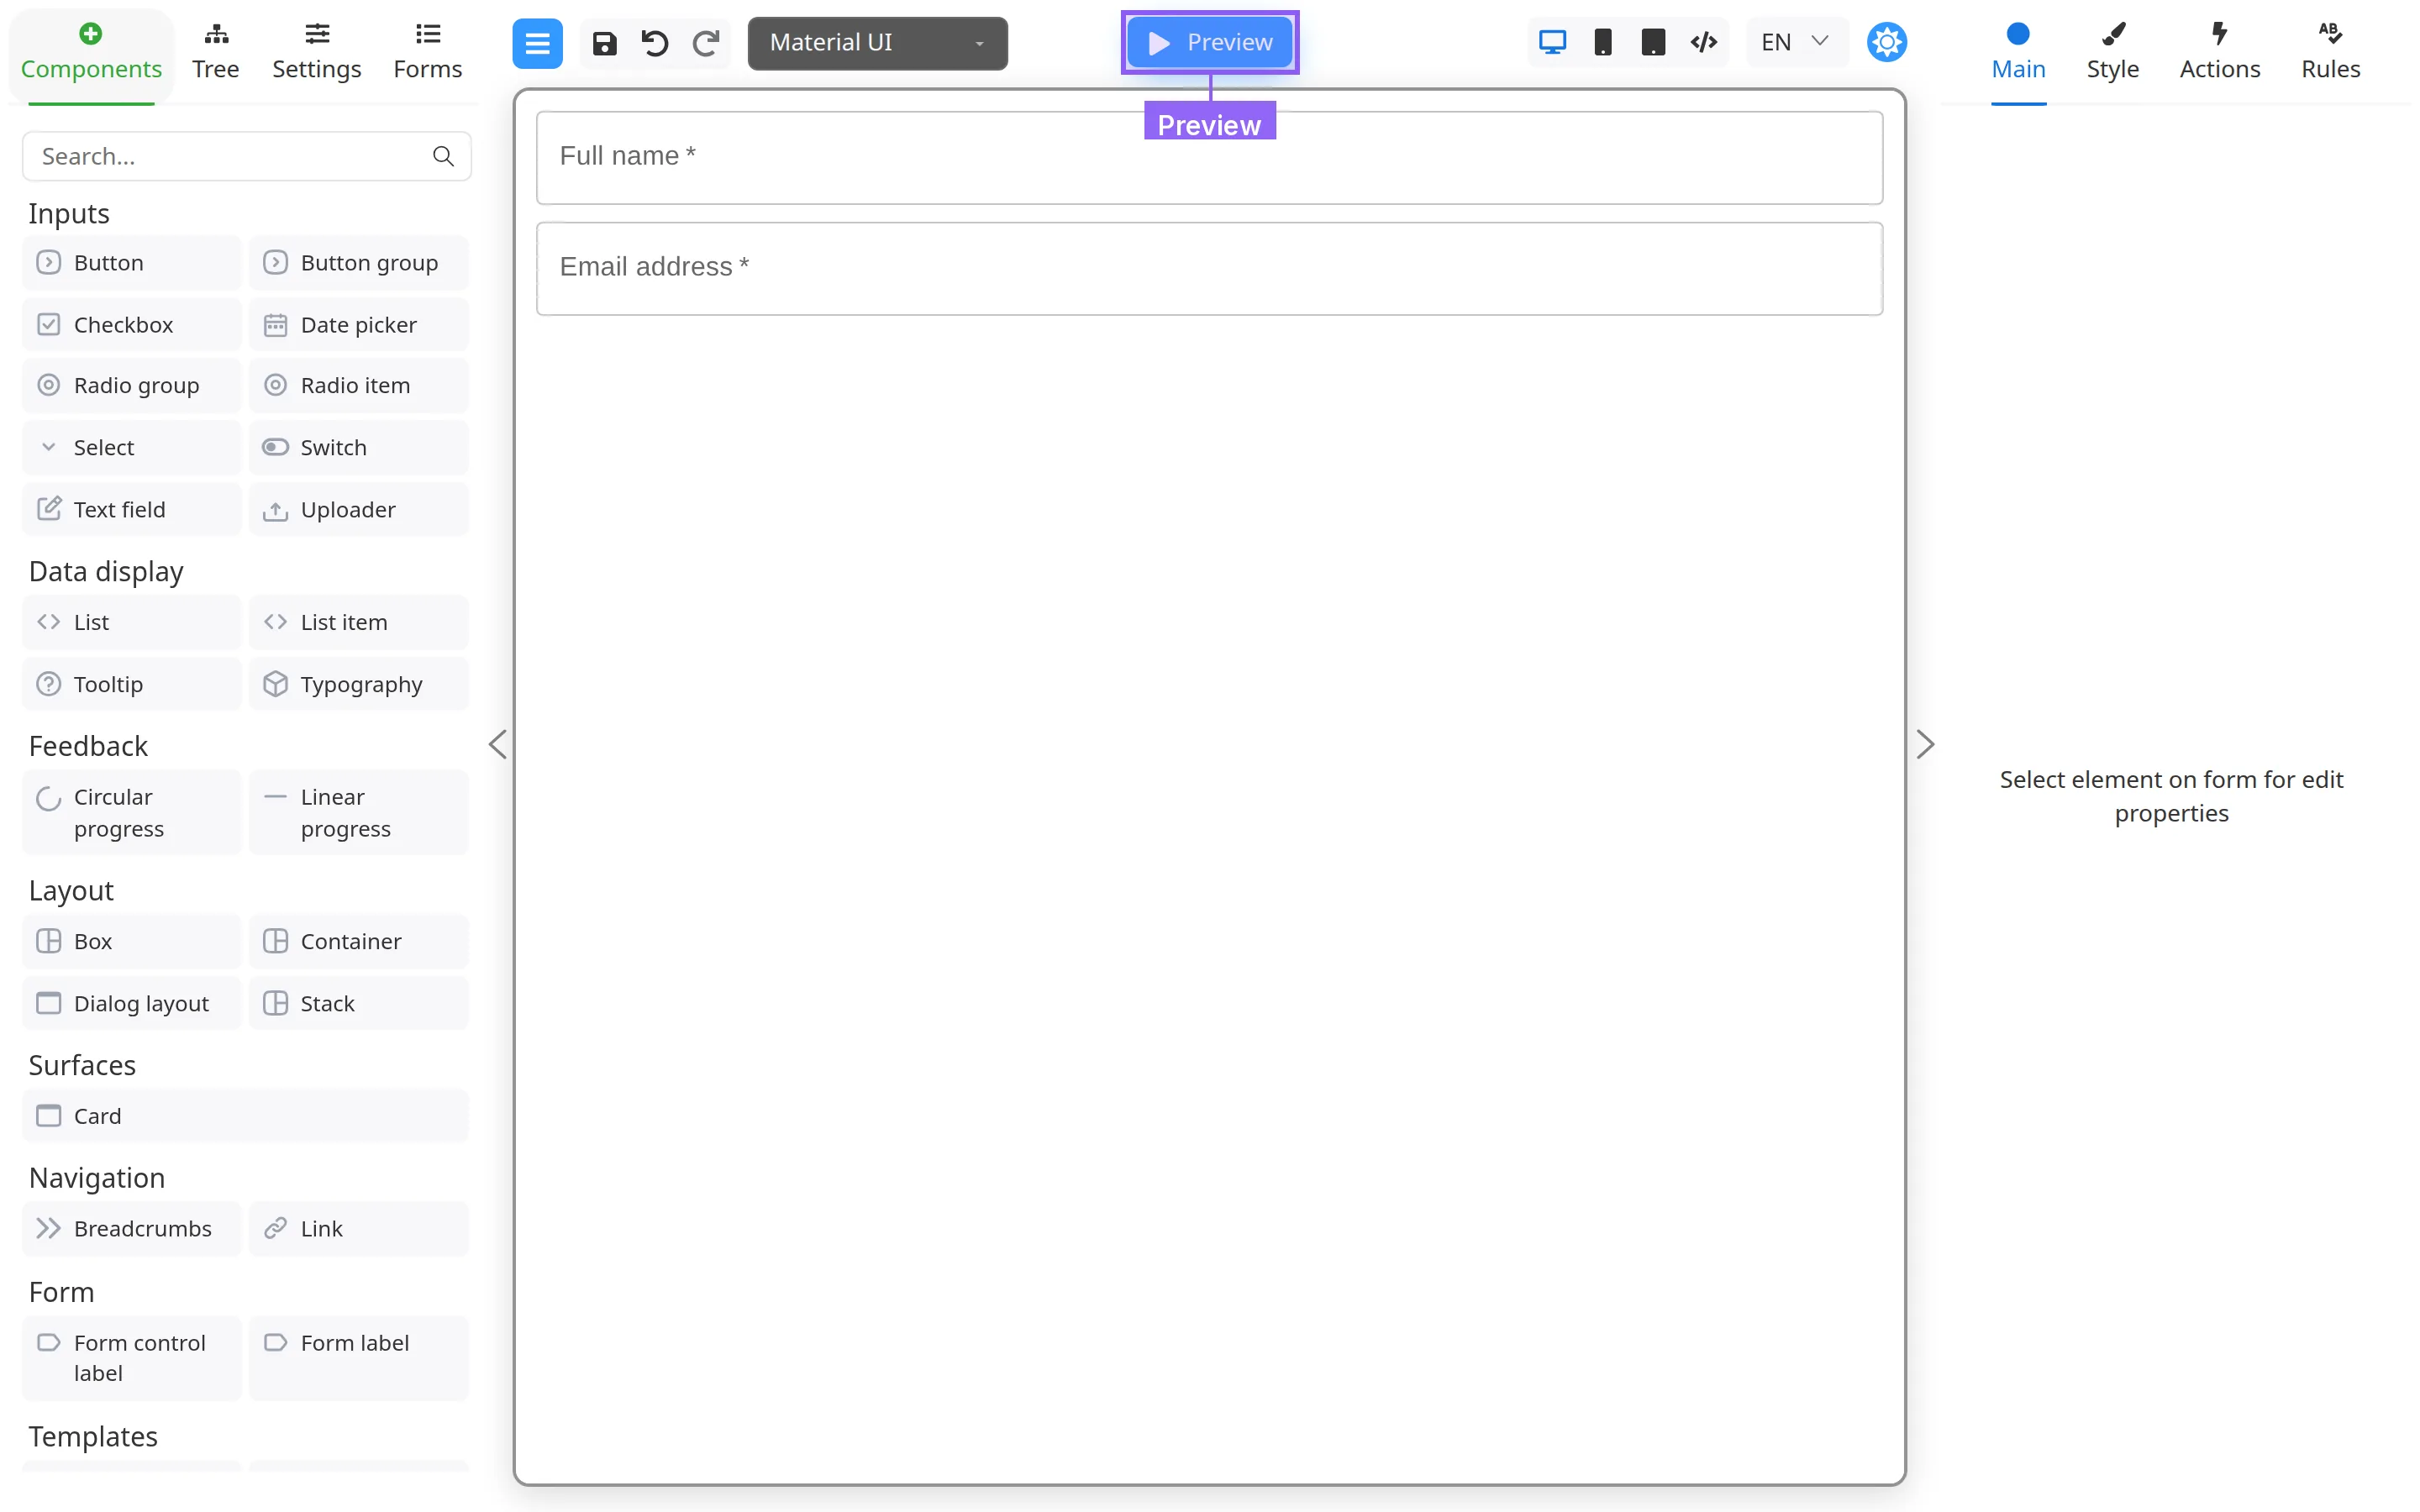 Components
Tree
Settings
Forms
Material UI
Preview
EN
Main
Style
Actions
Rules
Preview
Search...
Full name *
Email address *
Inputs
Button
Button group
Checkbox
Date picker
Radio group
Radio item
Select
Switch
Text field
Uploader
Data display
List
List item
Tooltip
Typography
Feedback
Circular
progress
Linear
progress
Select element on form for edit
properties
Layout
Box
Container
Dialog layout
Stack
Surfaces
Card
Navigation
Breadcrumbs
Link
Form
Form control
label
Form label
Templates